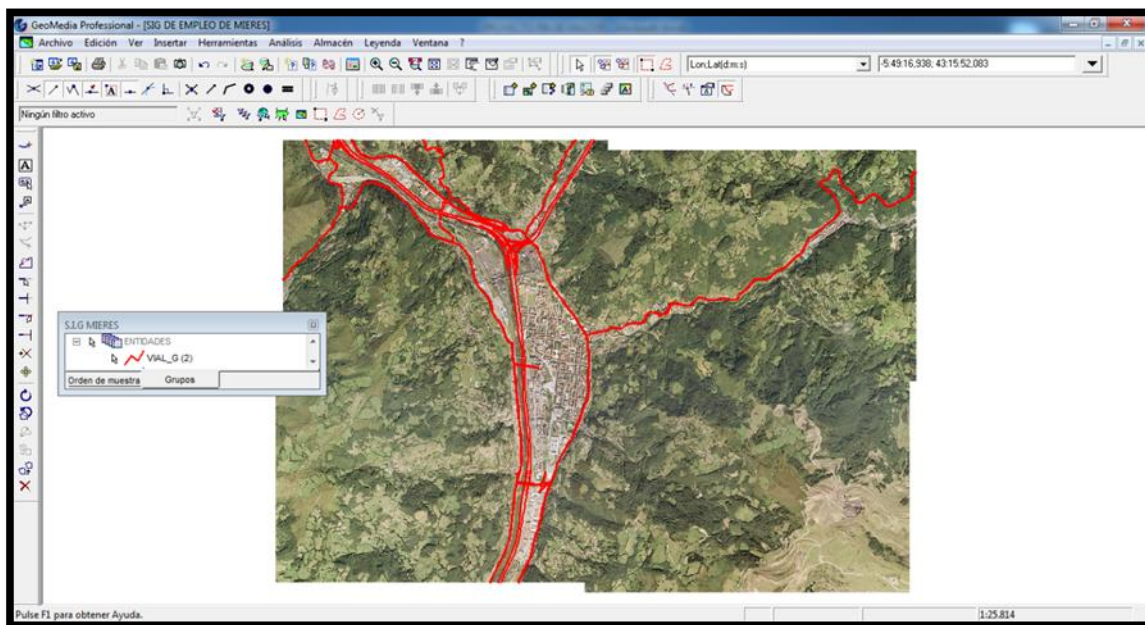 GeoMedia Professional - [SIG DE EMPLEO DE MIERES]
Archivo Edición Ver Insertar Herramientas Análisis Almacén Leyenda Ventana ?
Lon;Lat(d:m:s) -5:49:16,938; 43:15:52,083
Ningún filtro activo
S.I.G MIERES
ENTIDADES
VIAL_G (2)
Orden de muestra Grupos
Pulse F1 para obtener Ayuda. 1:25.814